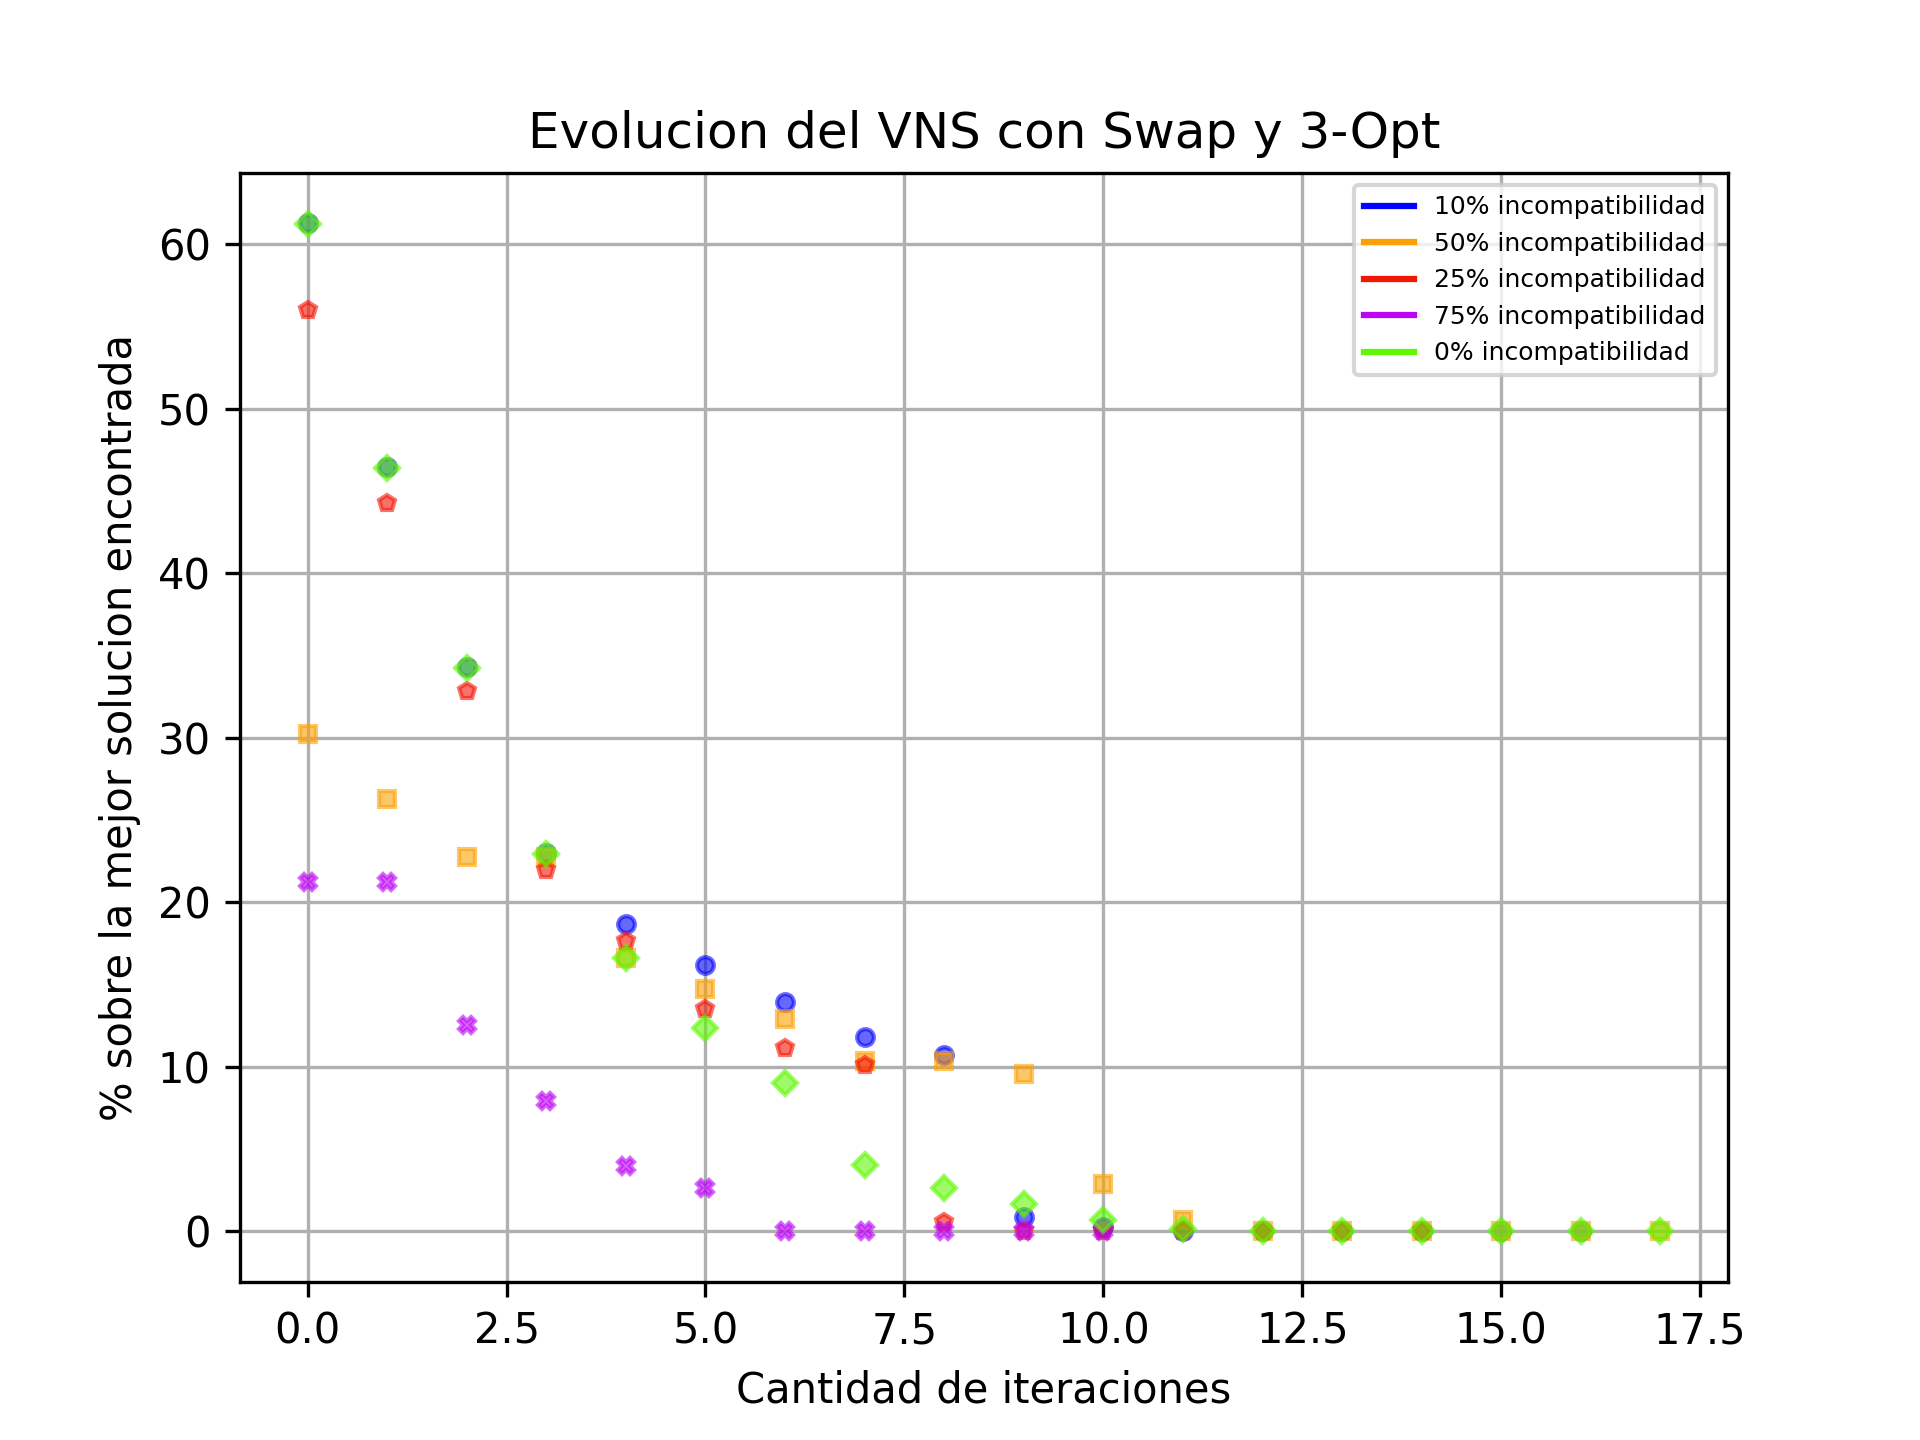 Evolucion del VNS con Swap y 3-Opt
10% incompatibilidad
50% incompatibilidad
25% incompatibilidad
75% incompatibilidad
0% incompatibilidad
% sobre la mejor solucion encontrada
60
50
40
30
20
10
0
0.0 2.5 5.0 7.5 10.0 12.5 15.0 17.5
Cantidad de iteraciones